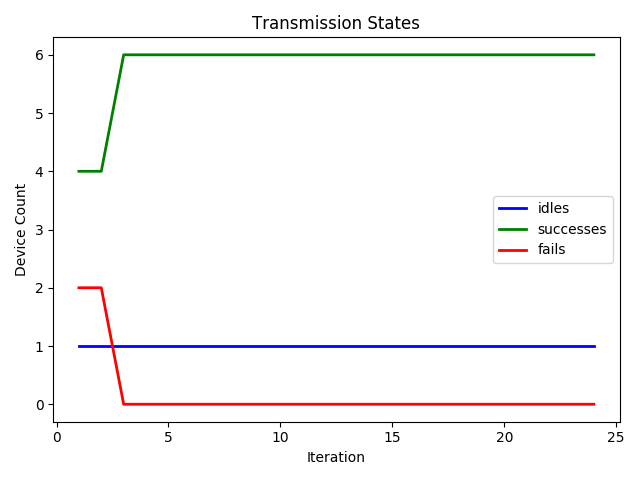 Transmission States
Device Count
6
5
4
3
2
1
0
idles
successes
fails
0 5 10 15 20 25
Iteration